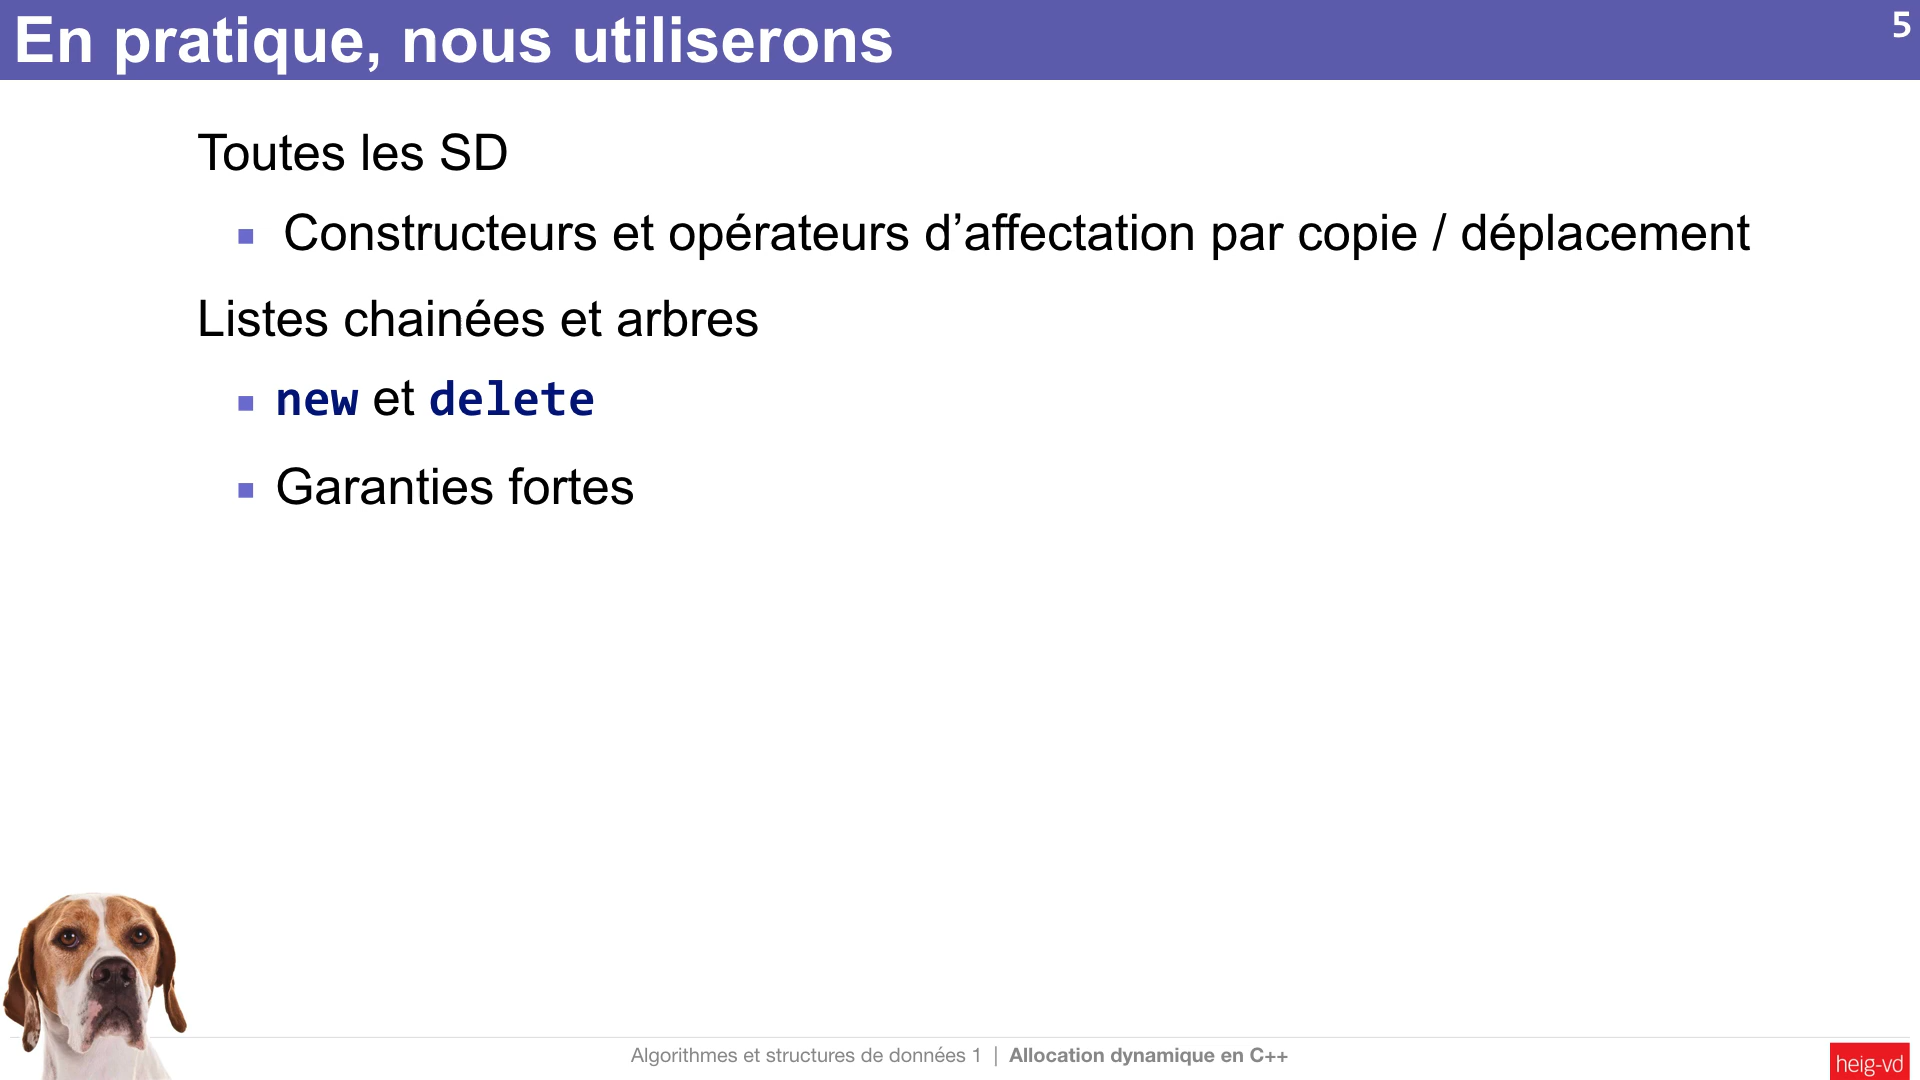 En pratique, nous utiliserons
5
Toutes les SD
Constructeurs et opérateurs d’affectation par copie / déplacement
Listes chainées et arbres
new et delete
Garanties fortes
Algorithmes et structures de données 1 | Allocation dynamique en C++
heig-vd